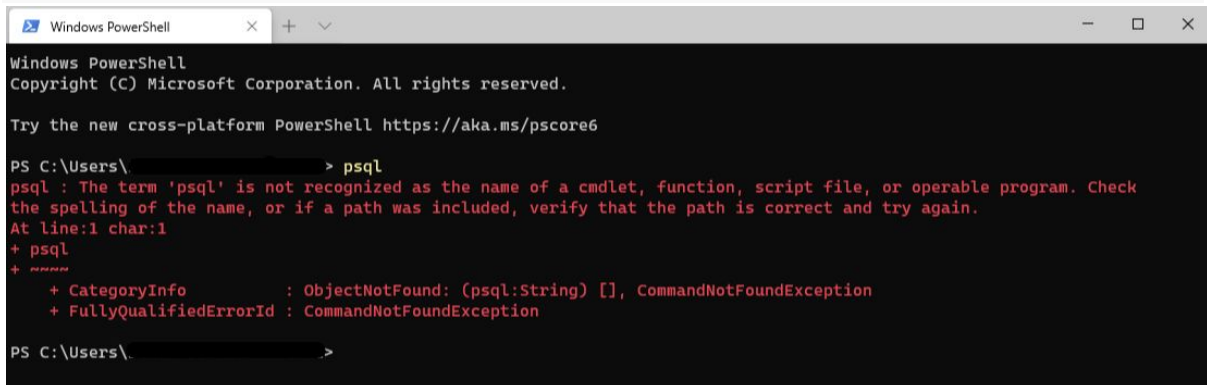 Windows PowerShell
Windows PowerShell
Copyright (C) Microsoft Corporation. All rights reserved.
Try the new cross-platform PowerShell https://aka.ms/pscore6
PS C:\Users\ > psql
psql : The term 'psql' is not recognized as the name of a cmdlet, function, script file, or operable program. Check
the spelling of the name, or if a path was included, verify that the path is correct and try again.
At line:1 char:1
+ psql
+ ~~~~
    + CategoryInfo          : ObjectNotFound: (psql:String) [], CommandNotFoundException
    + FullyQualifiedErrorId : CommandNotFoundException
PS C:\Users\ >